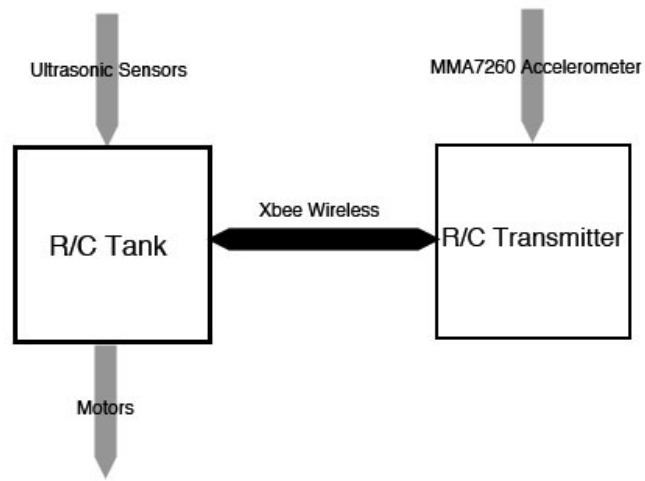 Ultrasonic Sensors
MMA7260 Accelerometer
Xbee Wireless
R/C Tank
R/C Transmitter
Motors